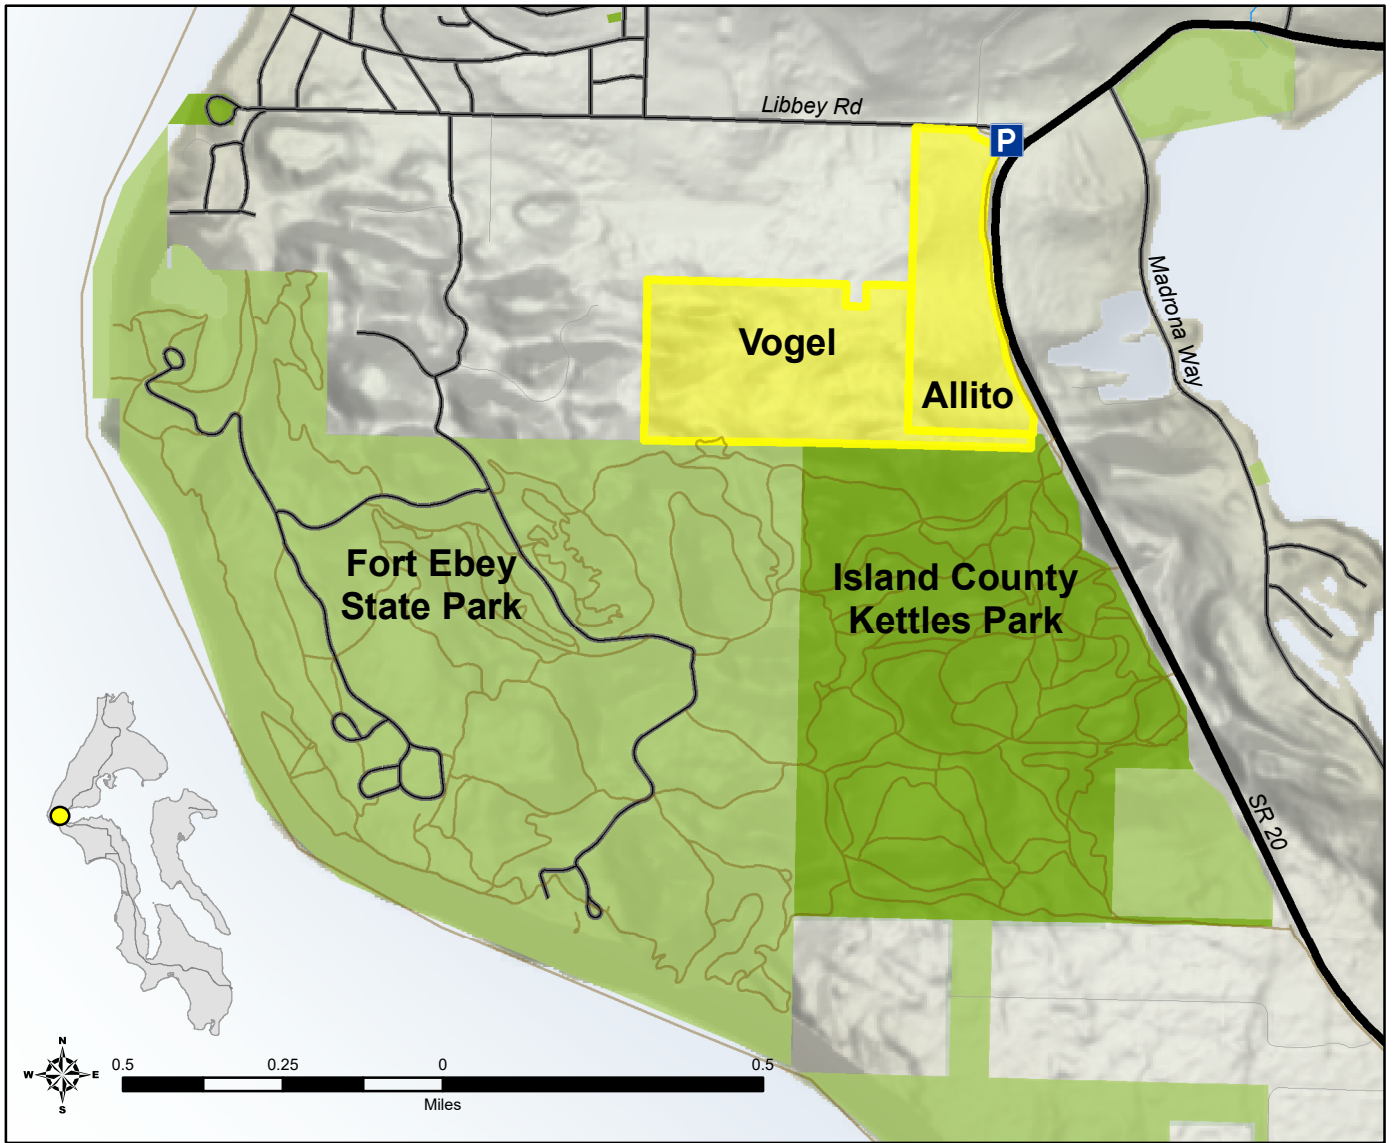 Libbey Rd
P
Madrona Way
Vogel
Allito
Fort Ebey
State Park
Island County
Kettles Park
SR 20
N
W E
S
0.5 0.25 0 0.5
Miles